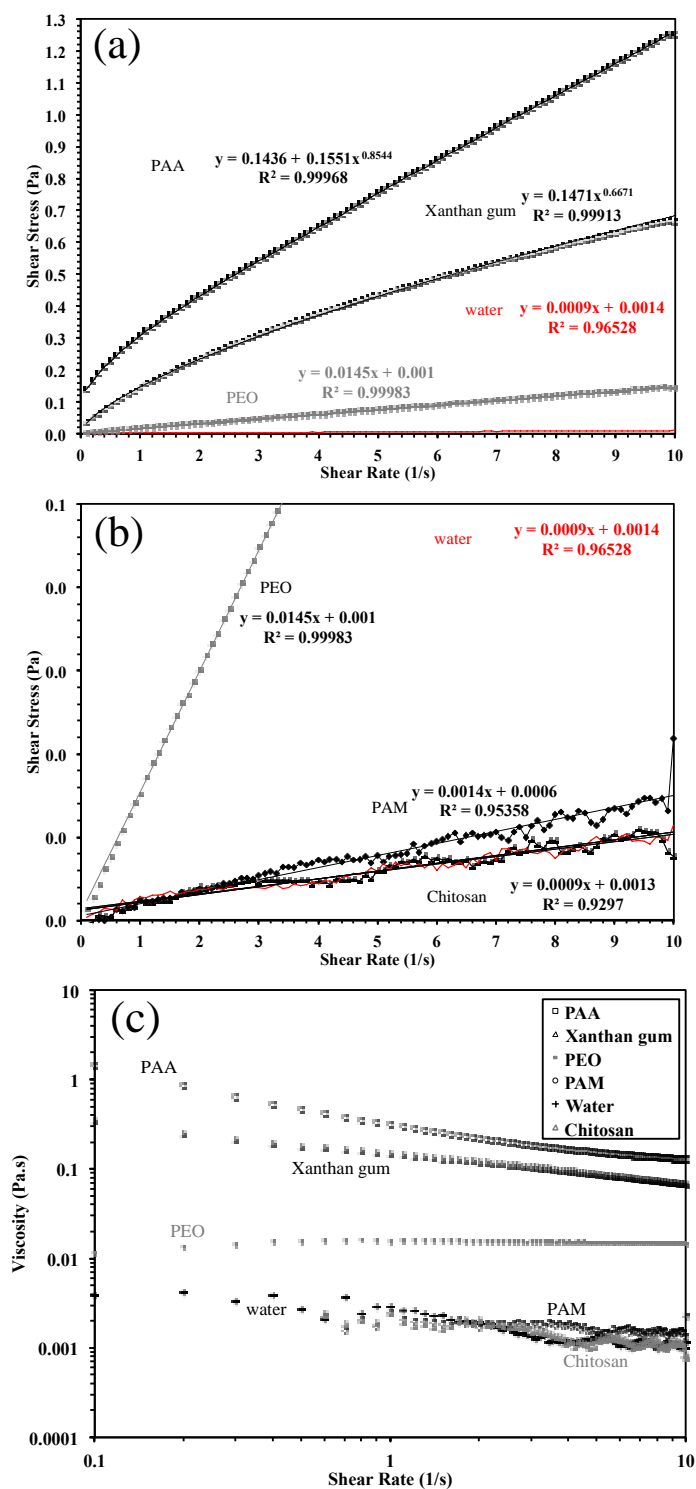 (a)
1.3
1.2
1.1
1.0
0.9
0.8
0.7
0.6
0.5
0.4
0.3
0.2
0.1
0.0
Shear Stress (Pa)
PAA
y = 0.1436 + 0.1551x^0.8544
R² = 0.99968
Xanthan gum
y = 0.1471x^0.6671
R² = 0.99913
water
y = 0.0009x + 0.0014
R² = 0.96528
PEO
y = 0.0145x + 0.001
R² = 0.99983
0 1 2 3 4 5 6 7 8 9 10
Shear Rate (1/s)
(b)
0.1
0.0
0.0
0.0
0.0
0.0
Shear Stress (Pa)
water
y = 0.0009x + 0.0014
R² = 0.96528
PEO
y = 0.0145x + 0.001
R² = 0.99983
PAM
y = 0.0014x + 0.0006
R² = 0.95358
Chitosan
y = 0.0009x + 0.0013
R² = 0.9297
0 1 2 3 4 5 6 7 8 9 10
Shear Rate (1/s)
(c)
10
1
0.1
0.01
0.001
0.0001
Viscosity (Pa.s)
PAA
Xanthan gum
PEO
water
PAM
Chitosan
PAA
Xanthan gum
PEO
PAM
Water
Chitosan
0.1 1 10
Shear Rate (1/s)